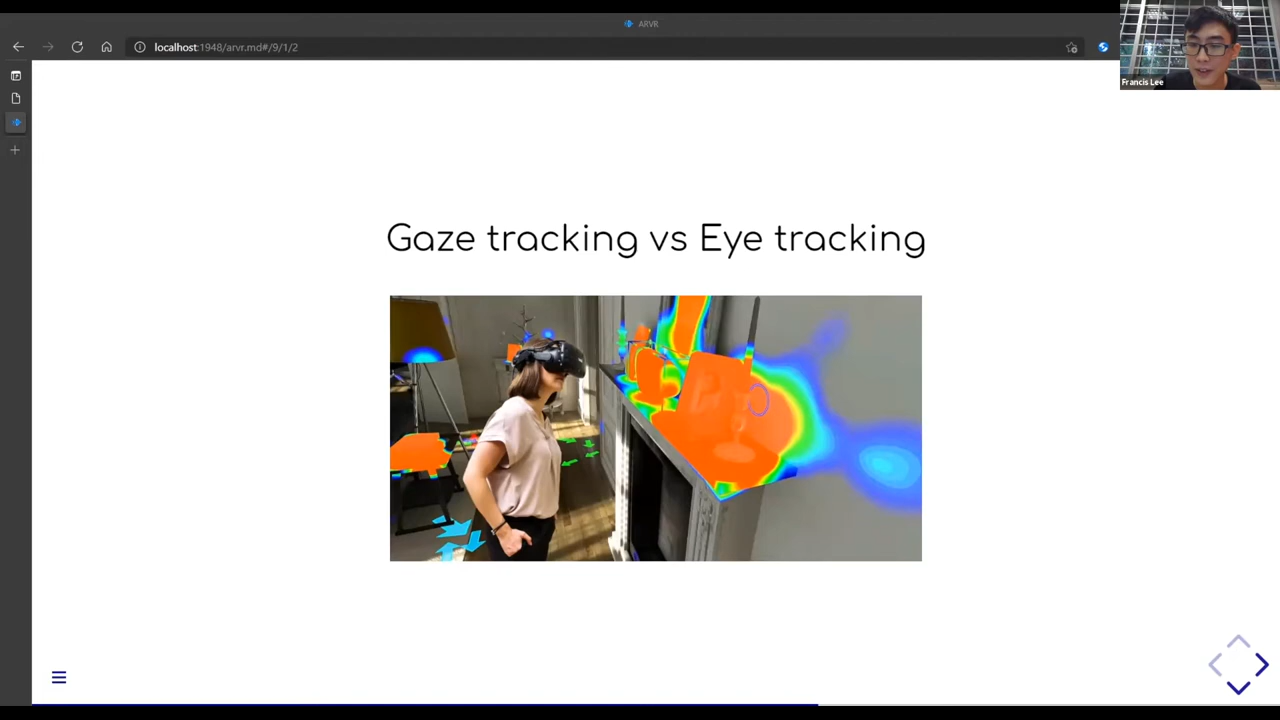 ARVR
localhost:1948/arvr.md#/9/1/2
Francis Lee
Gaze tracking vs Eye tracking